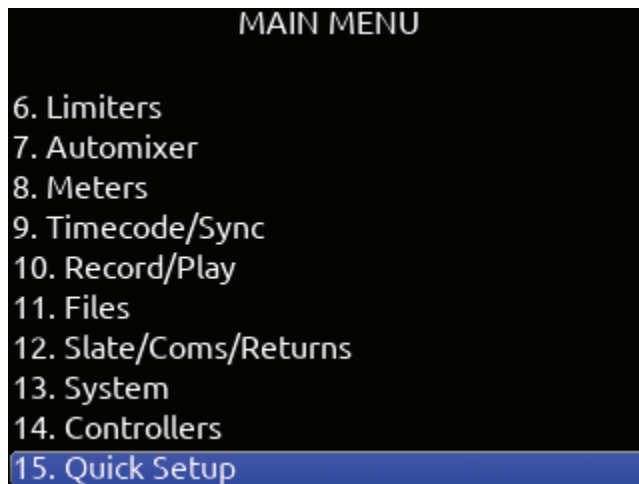 MAIN MENU
6. Limiters
7. Automixer
8. Meters
9. Timecode/Sync
10. Record/Play
11. Files
12. Slate/Coms/Returns
13. System
14. Controllers
15. Quick Setup